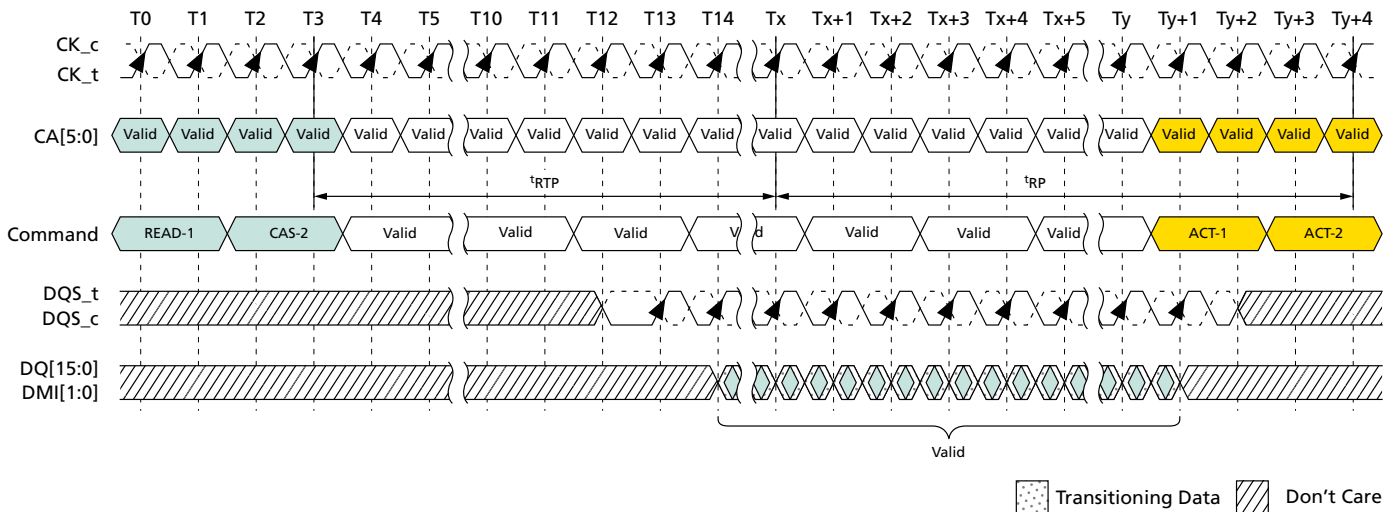 T0 T1 T2 T3 T4 T5 T10 T11 T12 T13 T14 Tx Tx+1 Tx+2 Tx+3 Tx+4 Tx+5 Ty Ty+1 Ty+2 Ty+3 Ty+4
CK_c
CK_t
CA[5:0] Valid Valid Valid Valid Valid Valid Valid Valid Valid Valid Valid Valid Valid Valid Valid Valid Valid Valid Valid Valid Valid Valid
tRTP tRP
Command READ-1 CAS-2 Valid Valid Valid Valid Valid Valid Valid ACT-1 ACT-2
DQS_t
DQS_c
DQ[15:0]
DMI[1:0]
Valid
Transitioning Data Don't Care